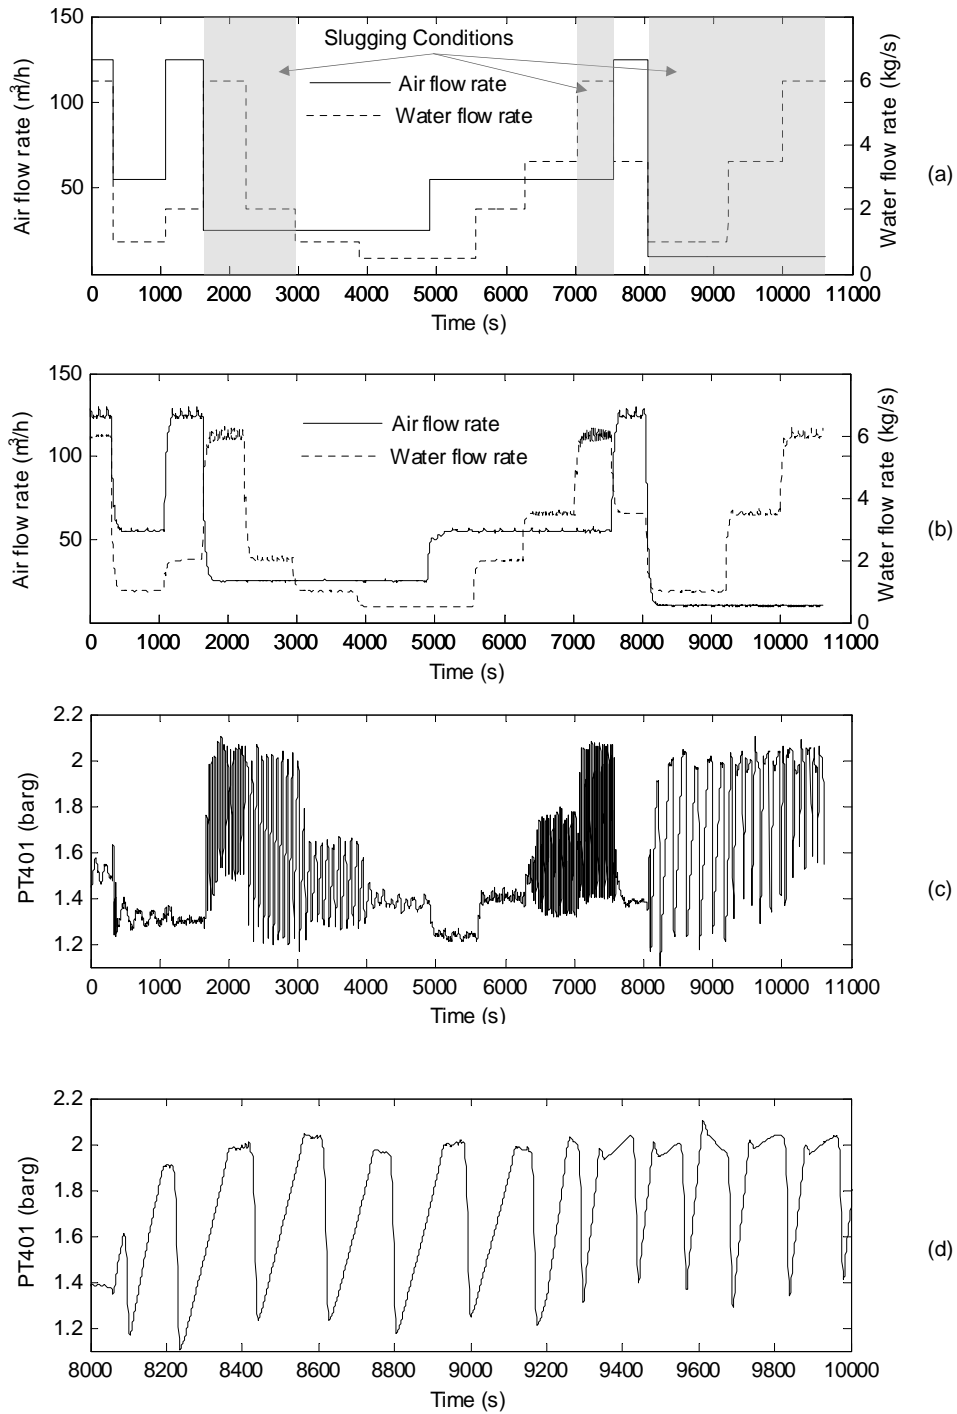 150
100
50
Air flow rate (m³/h)
Slugging Conditions
Air flow rate
Water flow rate
6
4
2
0
Water flow rate (kg/s)
(a)
0 1000 2000 3000 4000 5000 6000 7000 8000 9000 10000 11000
Time (s)
150
100
50
Air flow rate (m³/h)
Air flow rate
Water flow rate
6
4
2
0
Water flow rate (kg/s)
(b)
0 1000 2000 3000 4000 5000 6000 7000 8000 9000 10000 11000
Time (s)
2.2
2
1.8
1.6
1.4
1.2
PT401 (barg)
(c)
0 1000 2000 3000 4000 5000 6000 7000 8000 9000 10000 11000
Time (s)
2.2
2
1.8
1.6
1.4
1.2
PT401 (barg)
(d)
8000 8200 8400 8600 8800 9000 9200 9400 9600 9800 10000
Time (s)